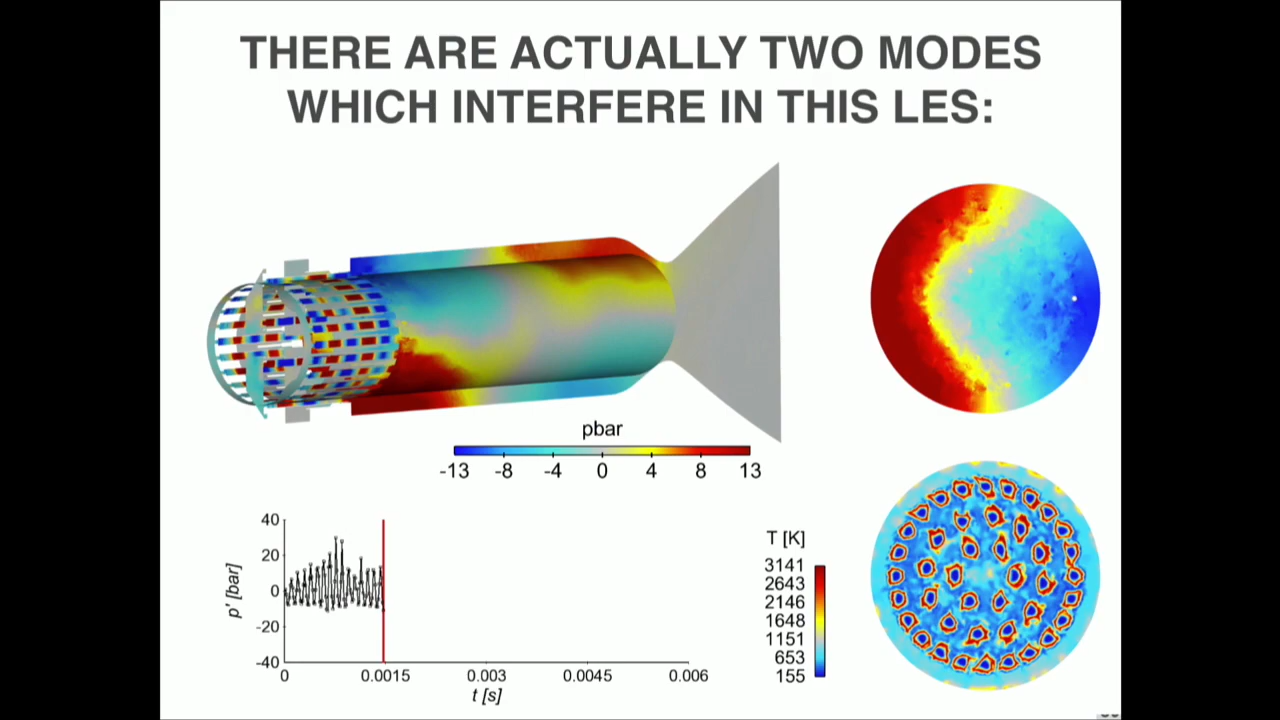 THERE ARE ACTUALLY TWO MODES
WHICH INTERFERE IN THIS LES:
pbar
-13 -8 -4 0 4 8 13
p' [bar]
40
20
0
-20
-40
0 0.0015 0.003 0.0045 0.006
t [s]
T [K]
3141
2643
2146
1648
1151
653
155